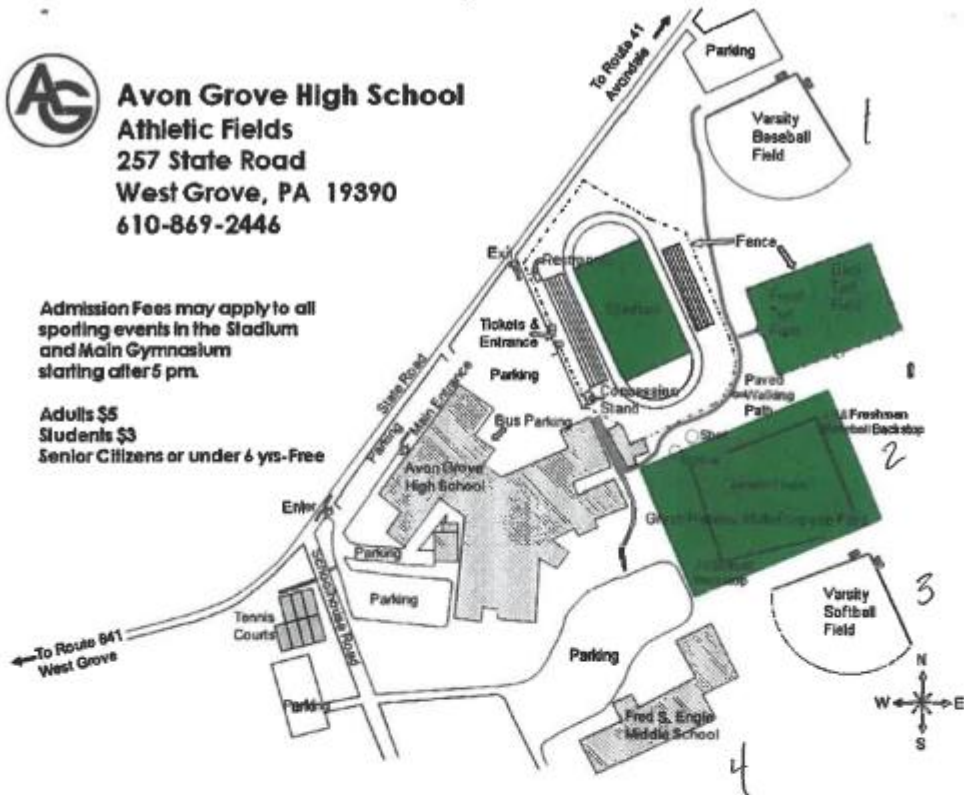 AG
Avon Grove High School
Athletic Fields
257 State Road
West Grove, PA 19390
610-869-2446
Admission Fees may apply to all
sporting events in the Stadium
and Main Gymnasium
starting after 5 pm.
Adults $5
Students $3
Senior Citizens or under 6 yrs-Free
To Route 41
Avondale
Parking
Varsity
Baseball
Field
1
Fence
Exit
Stadium
Turf
Field
Turf
Field
Tickets &
Entrance
Parking
Concession
Stand
Paved
Walking
Path
State Road
Parking
Main Entrance
Bus Parking
Freshmen
Backstop
2
Avon Grove
High School
Enter
Parking
Parking
Schoolhouse Road
Tennis
Courts
Varsity
Softball
Field
3
To Route 841
West Grove
Parking
Parking
Fred S. Engle
Middle School
4
N
W E
S